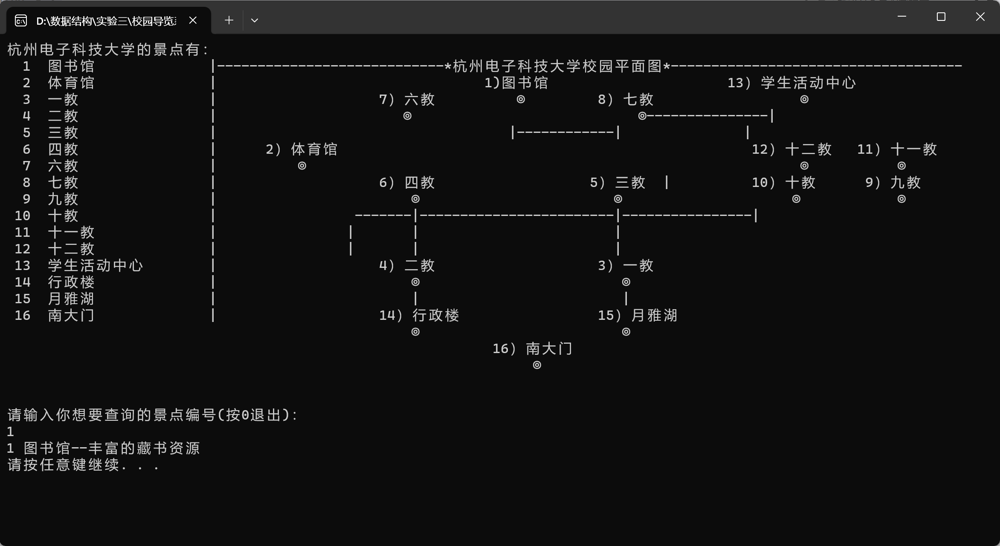 D:\数据结构\实验三\校园导览
杭州电子科技大学的景点有:
1 图书馆 |----------------------------*杭州电子科技大学校园平面图*------------------------------------
2 体育馆 | 1)图书馆 13) 学生活动中心
3 一教 | 7) 六教 ◎ 8) 七教 ◎
4 二教 | ◎ ◎---------------|
5 三教 | |------------| |
6 四教 | 2) 体育馆 12) 十二教 11) 十一教
7 六教 | ◎ ◎ ◎
8 七教 | 6) 四教 5) 三教 | 10) 十教 9) 九教
9 九教 | ◎ ◎ ◎ ◎
10 十教 | -------|------------------------|----------------|
11 十一教 | | | |
12 十二教 | | | |
13 学生活动中心 | 4) 二教 3) 一教
14 行政楼 | ◎ ◎
15 月雅湖 | | |
16 南大门 | 14) 行政楼 15) 月雅湖
◎ ◎
16) 南大门
◎
请输入你想要查询的景点编号(按0退出):
1
1 图书馆--丰富的藏书资源
请按任意键继续. . .